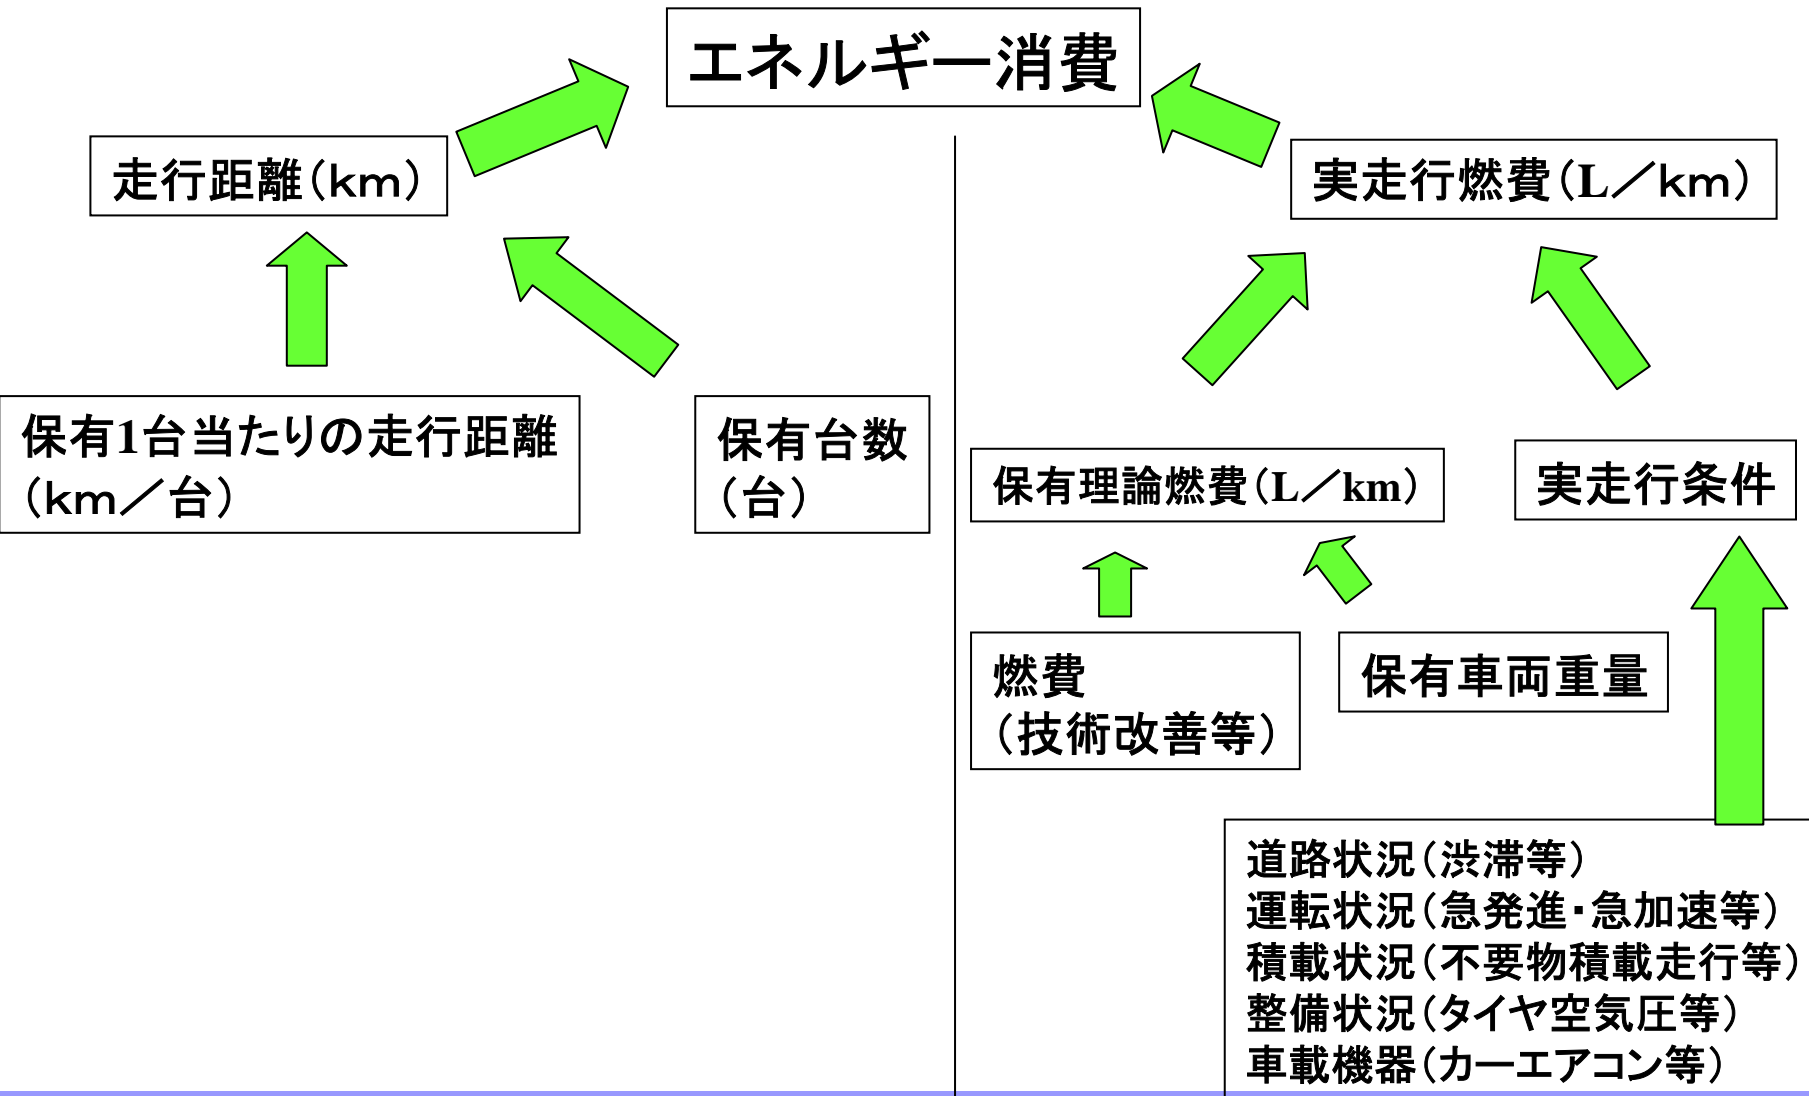 エネルギー消費
走行距離(km)
実走行燃費(L/km)
保有1台当たりの走行距離
(km/台)
保有台数
(台)
保有理論燃費(L/km)
実走行条件
燃費
(技術改善等)
保有車両重量
道路状況(渋滞等)
運転状況(急発進・急加速等)
積載状況(不要物積載走行等)
整備状況(タイヤ空気圧等)
車載機器(カーエアコン等)